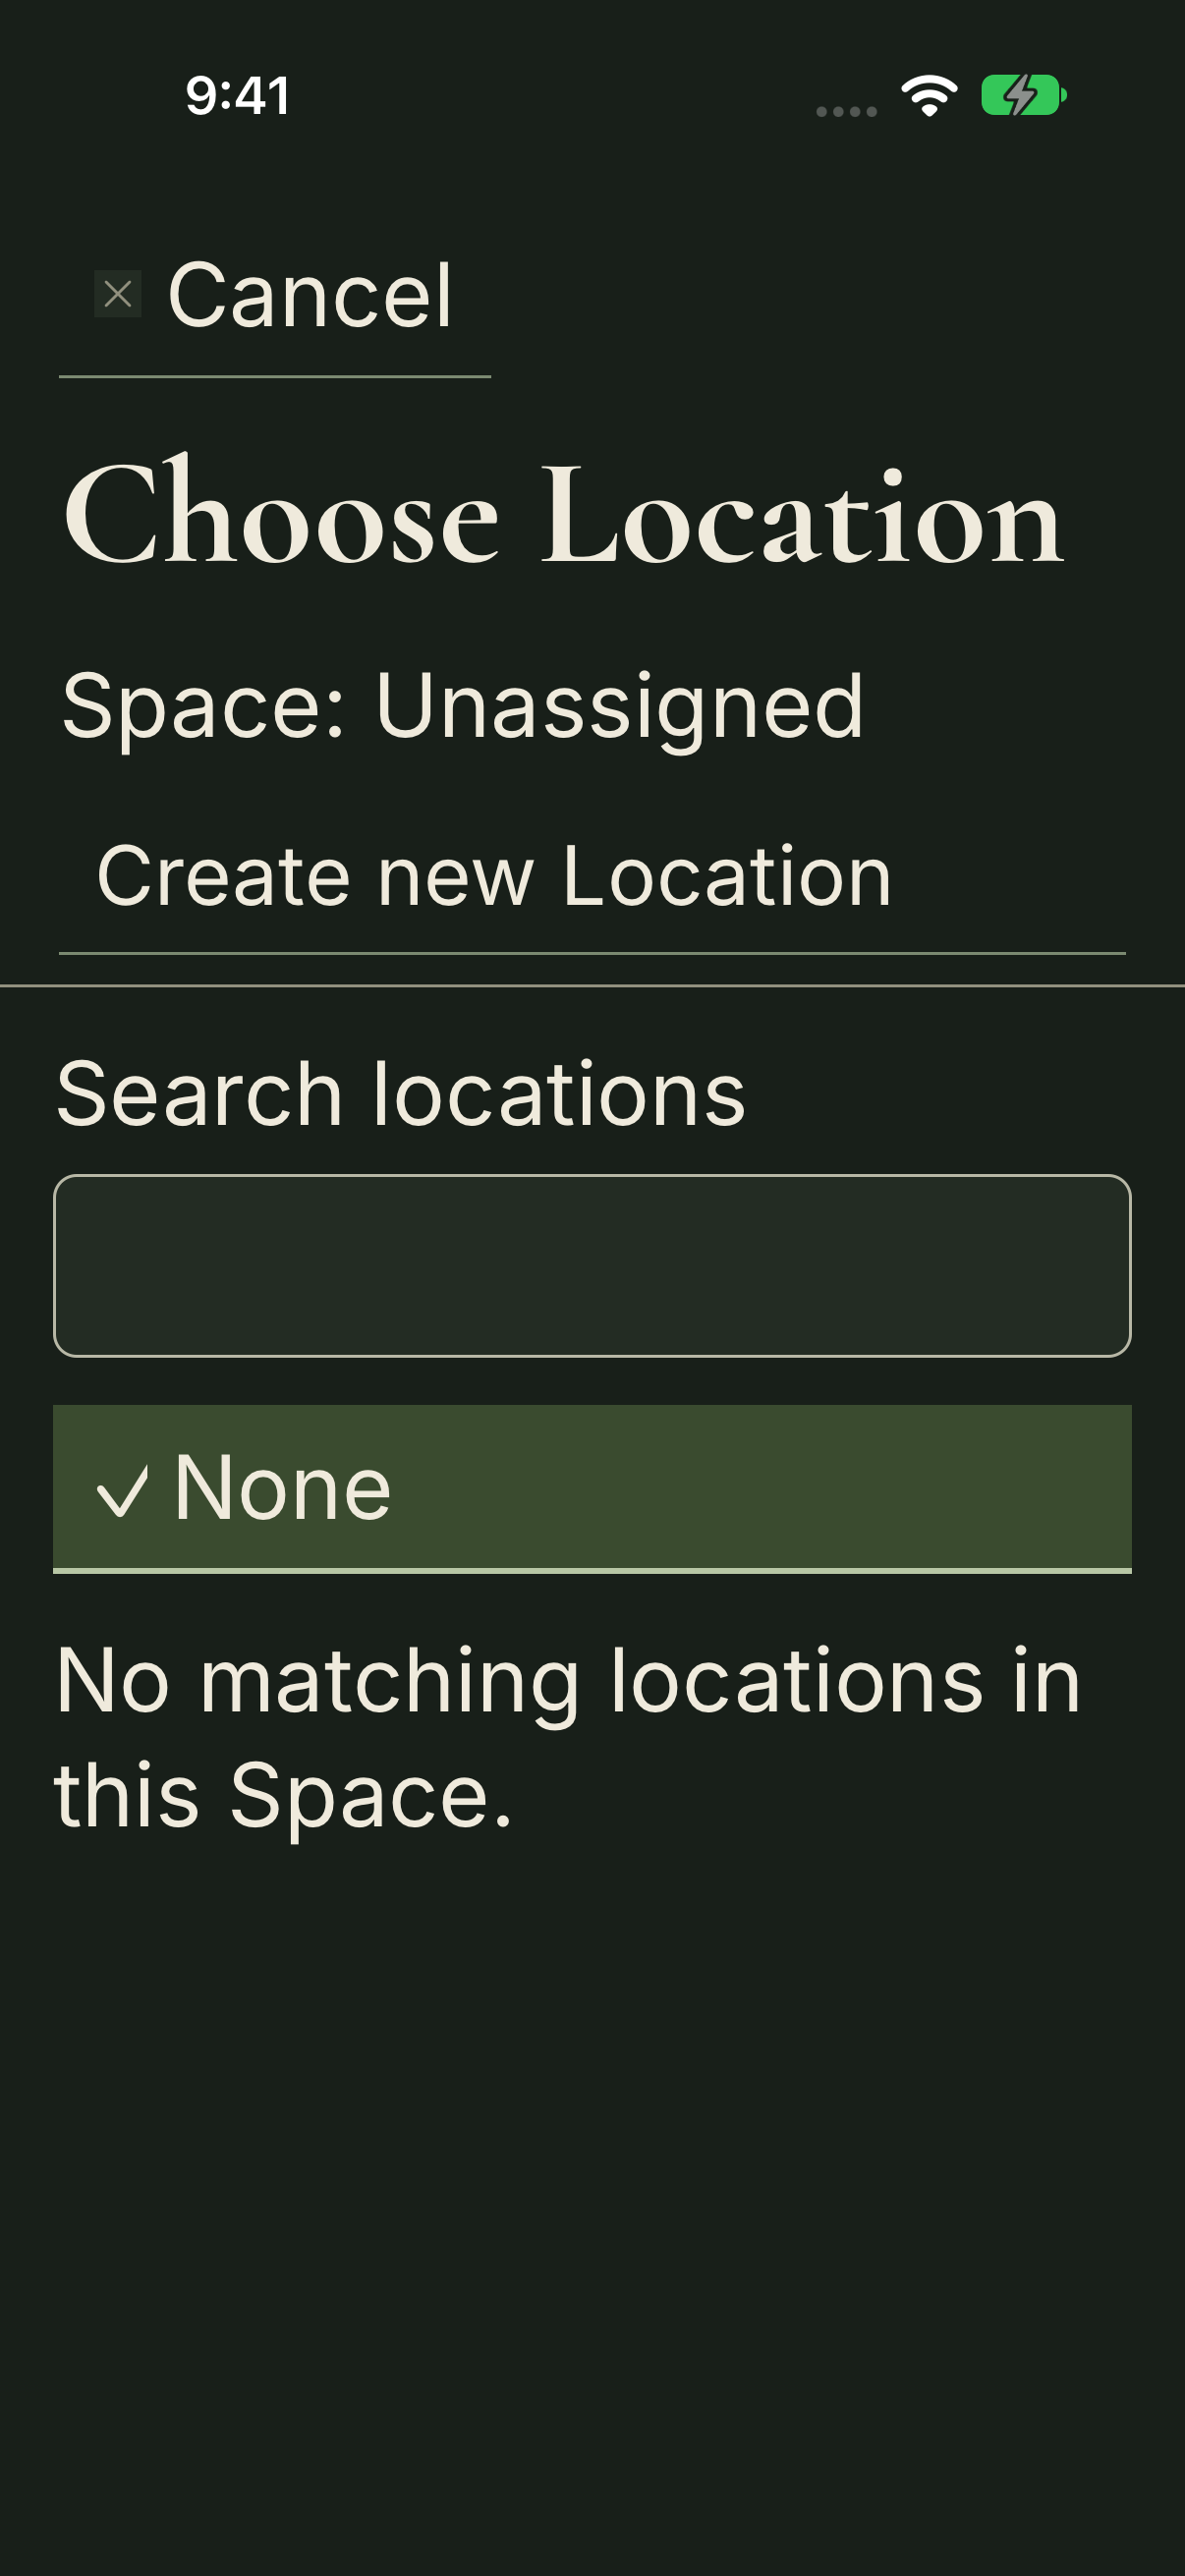 9:41
Cancel
Choose Location
Space: Unassigned
Create new Location
Search locations
None
No matching locations in
this Space.